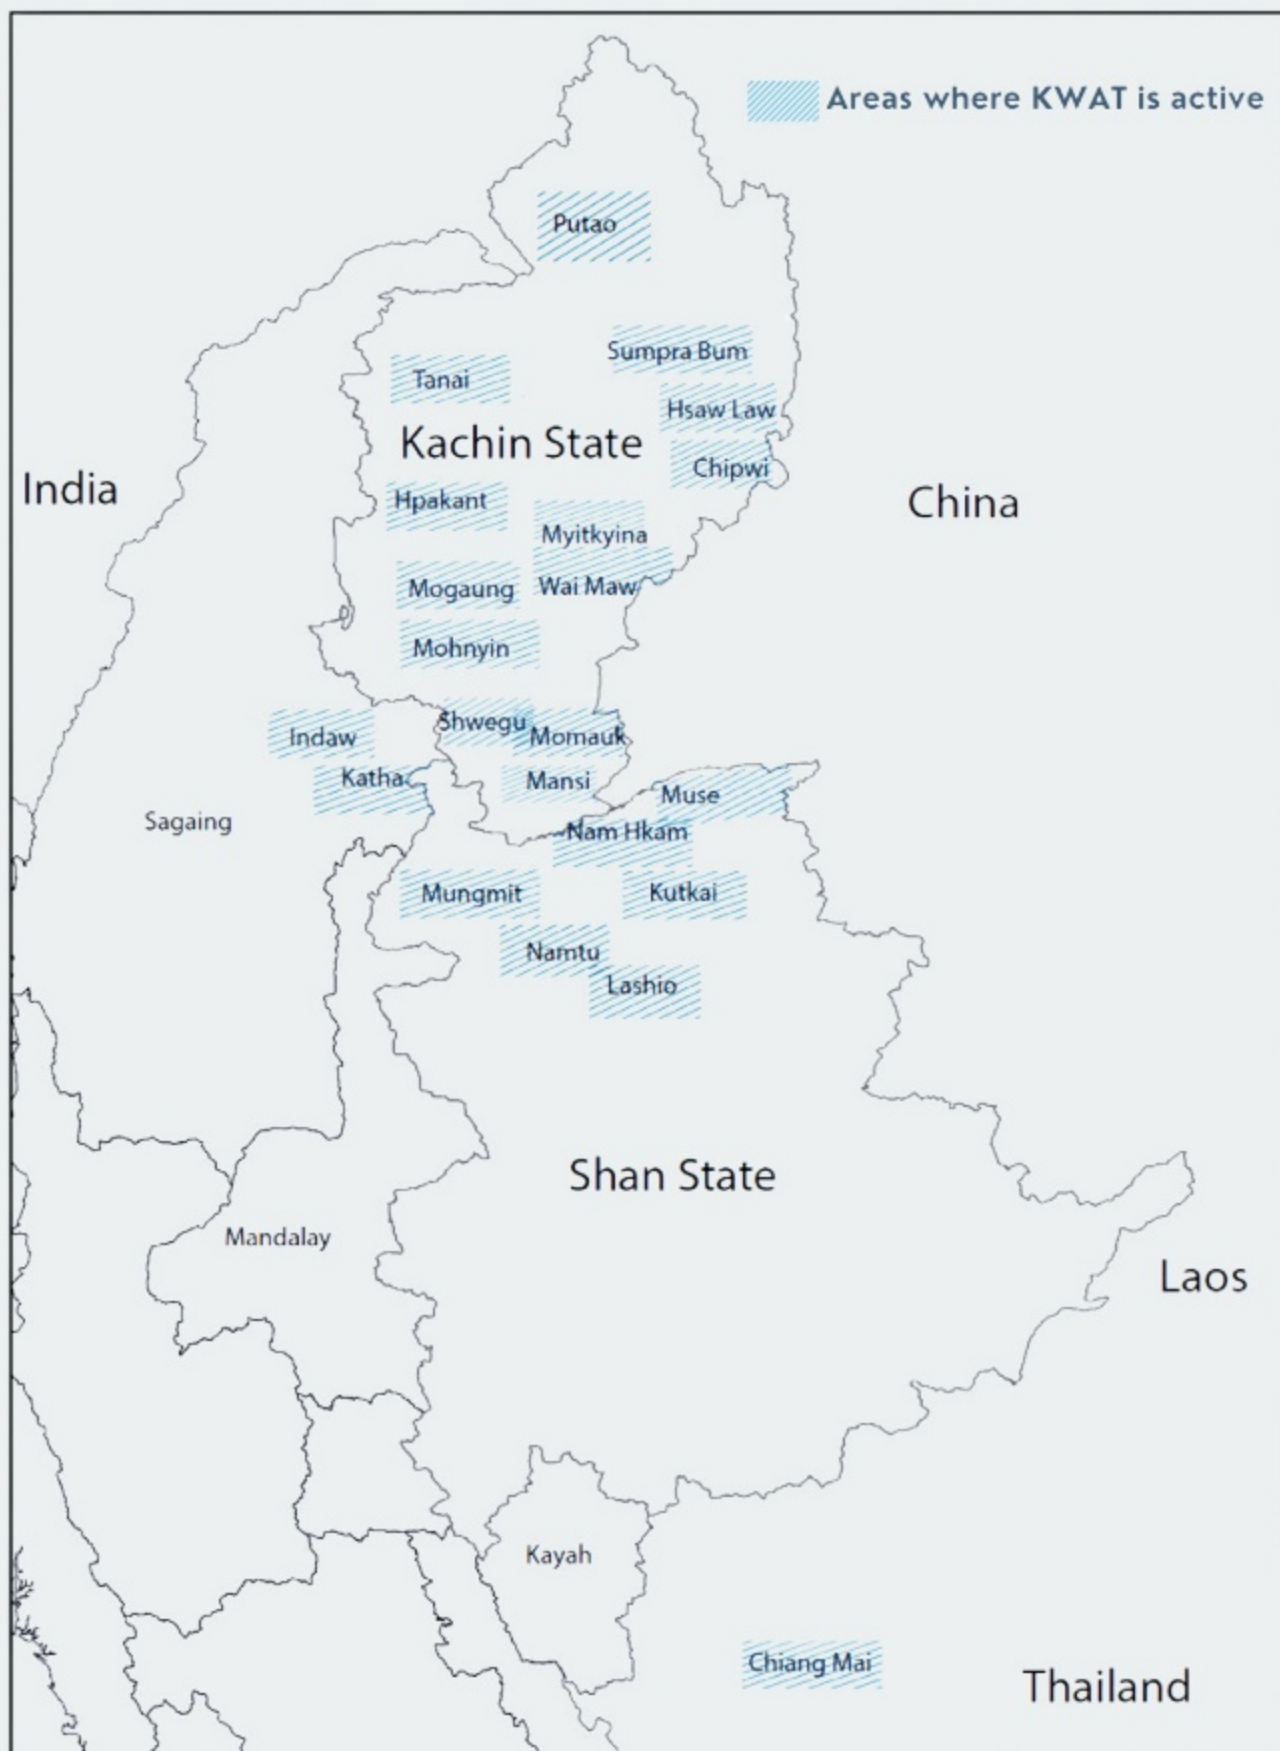 Areas where KWAT is active
Putao
Sumpra Bum
Tanai
Hsaw Law
Kachin State
Chipwi
India
Hpakant
China
Myitkyina
Mogaung
Wai Maw
Mohnyin
Shwegu
Indaw
Momauk
Katha
Mansi
Muse
Sagaing
Nam Hkam
Mungmit
Kutkai
Namtu
Lashio
Shan State
Mandalay
Laos
Kayah
Chiang Mai
Thailand